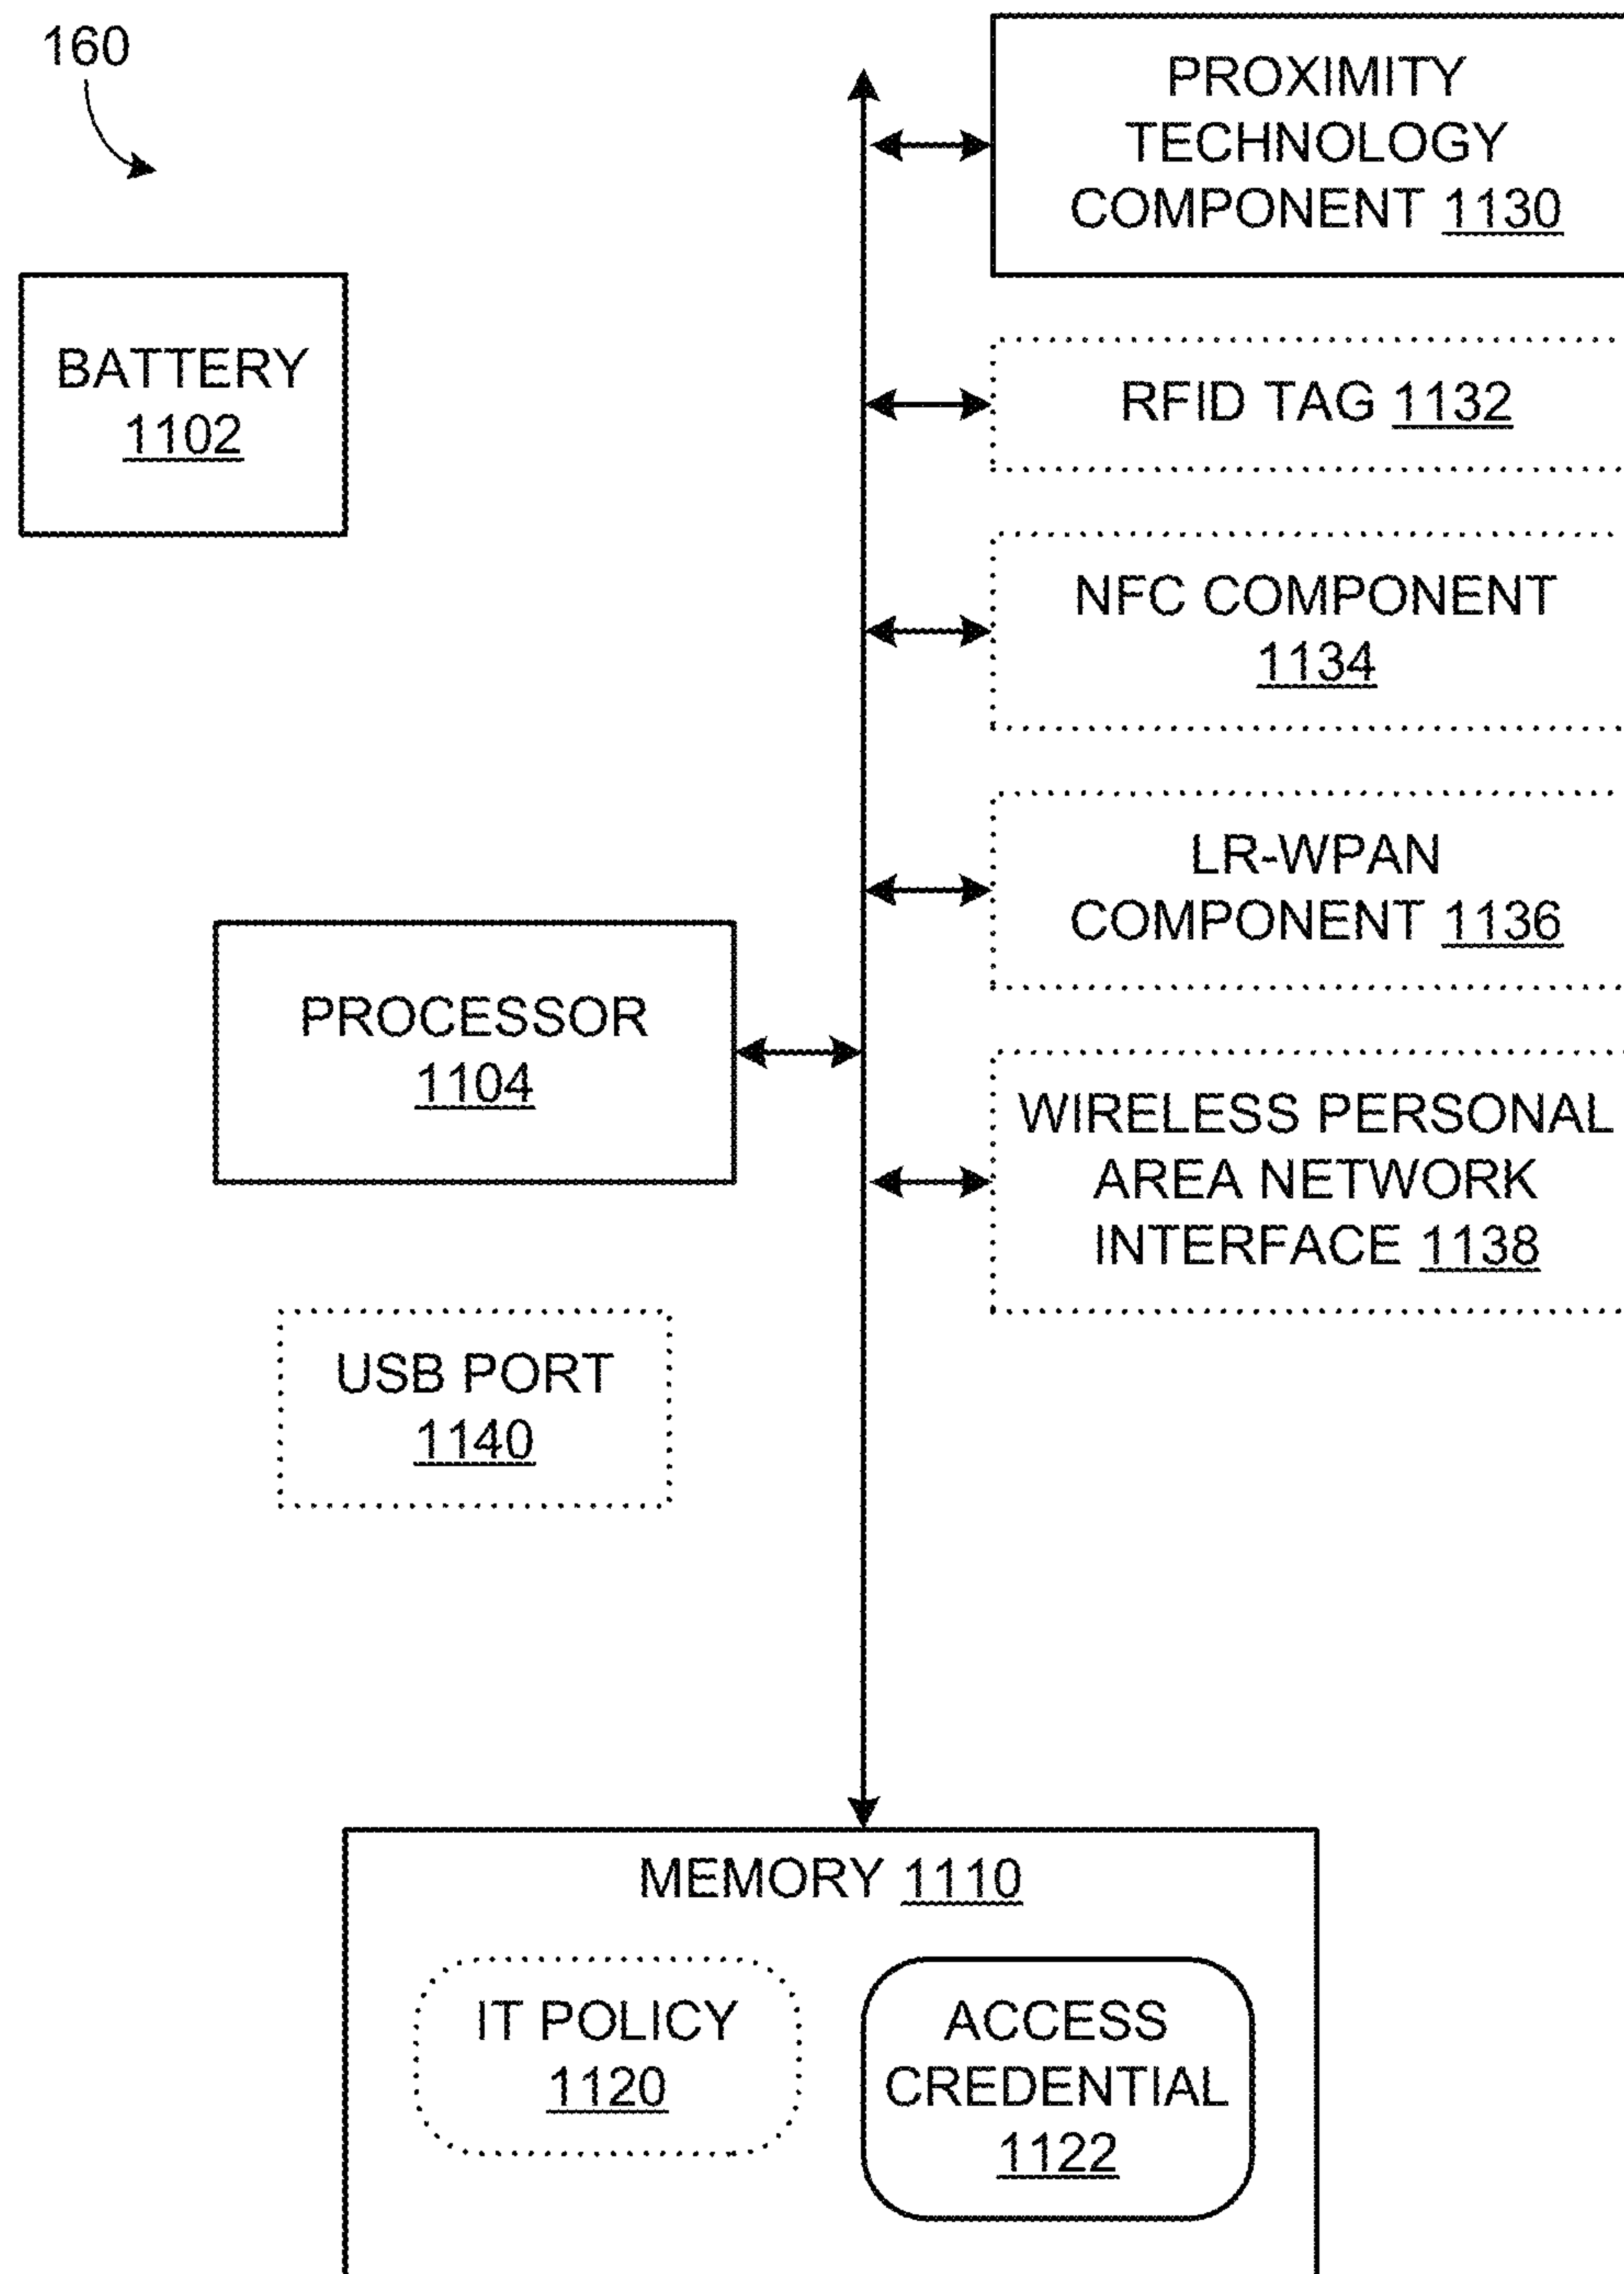 160
PROXIMITY
TECHNOLOGY
COMPONENT 1130
BATTERY
1102
RFID TAG 1132
NFC COMPONENT
1134
LR-WPAN
COMPONENT 1136
PROCESSOR
1104
WIRELESS PERSONAL
AREA NETWORK
INTERFACE 1138
USB PORT
1140
MEMORY 1110
IT POLICY
1120
ACCESS
CREDENTIAL
1122